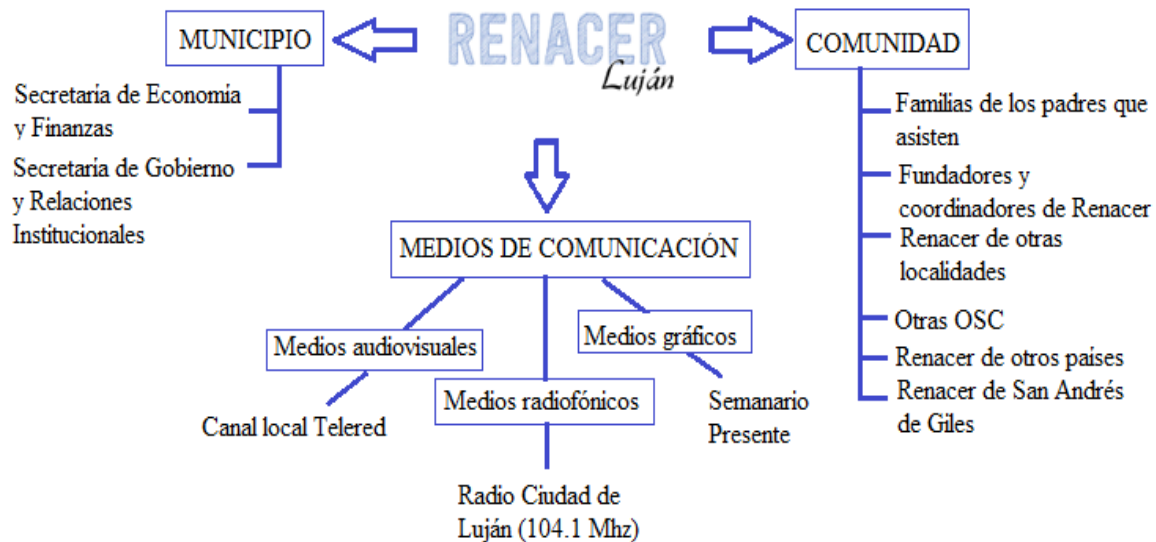 RENACER
Luján
MUNICIPIO
Secretaría de Economía
y Finanzas
Secretaría de Gobierno
y Relaciones
Institucionales
MEDIOS DE COMUNICACIÓN
Medios audiovisuales
Canal local Telered
Medios radiofónicos
Radio Ciudad de
Luján (104.1 Mhz)
Medios gráficos
Semanario
Presente
COMUNIDAD
Familias de los padres que
asisten
Fundadores y
coordinadores de Renacer
Renacer de otras
localidades
Otras OSC
Renacer de otros países
Renacer de San Andrés
de Giles